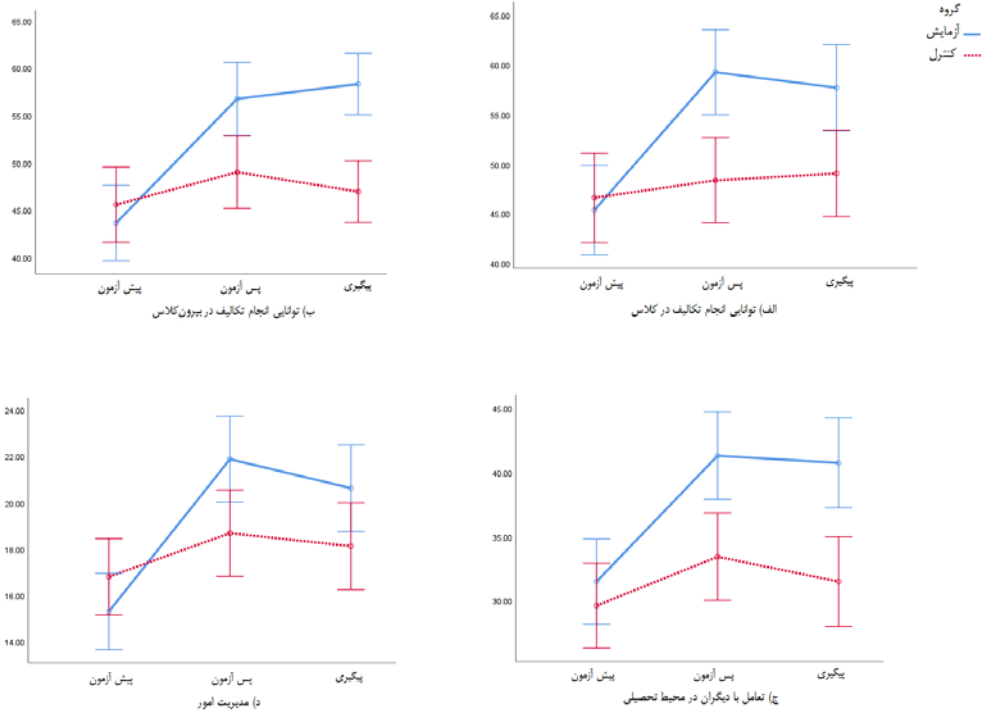 گروه
آزمایش
کنترل
65.00
60.00
55.00
50.00
45.00
40.00
پیش آزمون
پس آزمون
پیگیری
الف) توانایی انجام تکالیف در کلاس
65.00
60.00
55.00
50.00
45.00
40.00
پیش آزمون
پس آزمون
پیگیری
ب) توانایی انجام تکالیف در بیرون‌کلاس
45.00
40.00
35.00
30.00
پیش آزمون
پس آزمون
پیگیری
ج) تعامل با دیگران در محیط تحصیلی
24.00
22.00
20.00
18.00
16.00
14.00
پیش آزمون
پس آزمون
پیگیری
د) مدیریت امور